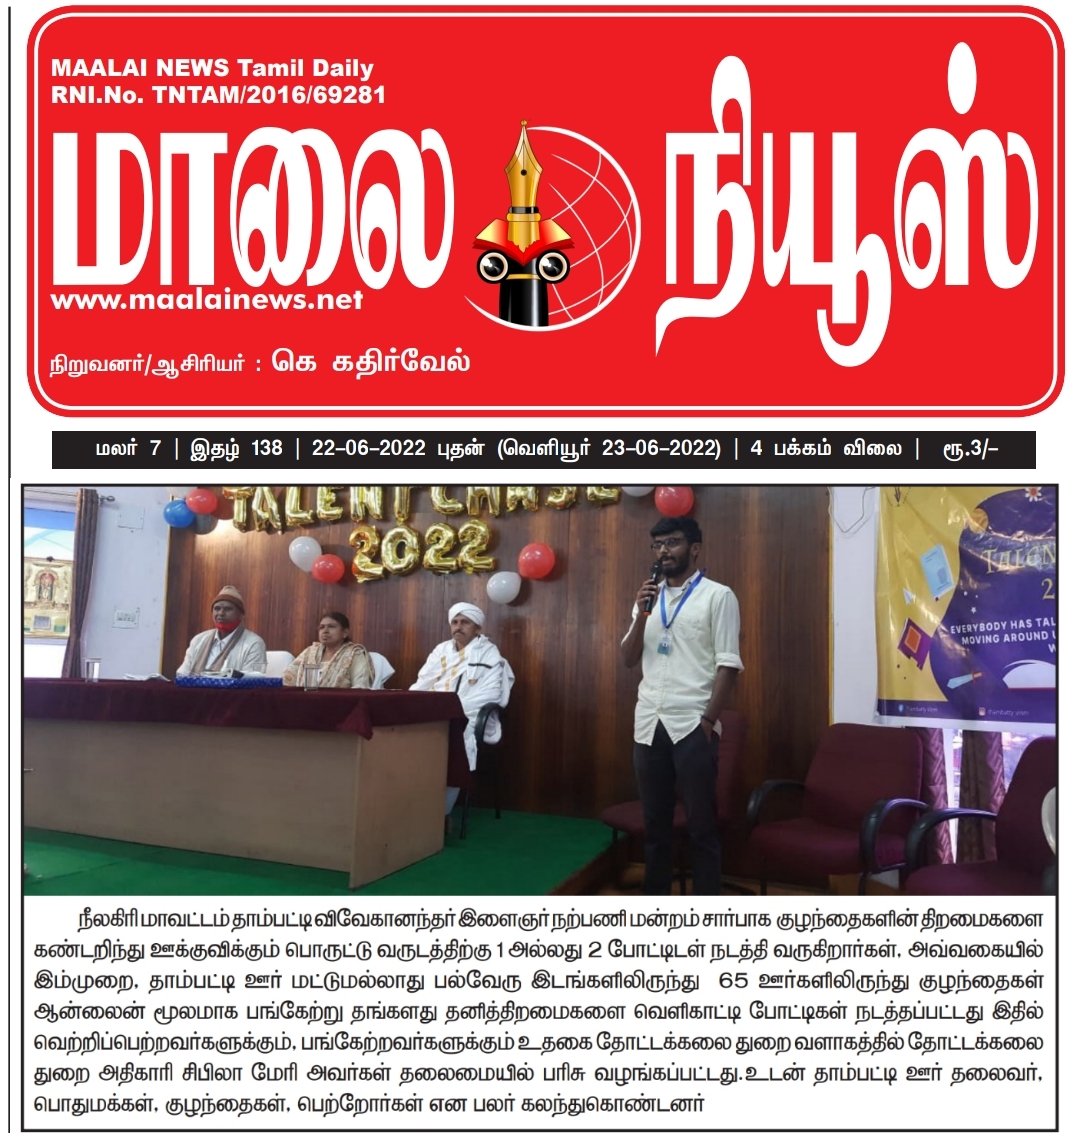 MAALAI NEWS Tamil Daily
RNI.No. TNTAM/2016/69281
மாலை நியூஸ்
www.maalainews.net
நிறுவனர்/ஆசிரியர் : கெ கதிர்வேல்
மலர் 7 | இதழ் 138 | 22-06-2022 புதன் (வெளியூர் 23-06-2022) | 4 பக்கம் விலை | ரூ.3/-
TALENT CHASE
2022
TALEN
2
EVERYBODY HAS TAL
MOVING AROUND U
W
நீலகிரி மாவட்டம் தாம்பட்டி விவேகானந்தர் இளைஞர் நற்பணி மன்றம் சார்பாக குழந்தைகளின் திறமைகளை
கண்டறிந்து ஊக்குவிக்கும் பொருட்டு வருடத்திற்கு 1 அல்லது 2 போட்டிடள் நடத்தி வருகிறார்கள், அவ்வகையில்
இம்முறை, தாம்பட்டி ஊர் மட்டுமல்லாது பல்வேறு இடங்களிலிருந்து 65 ஊர்களிலிருந்து குழந்தைகள்
ஆன்லைன் மூலமாக பங்கேற்று தங்களது தனித்திறமைகளை வெளிகாட்டி போட்டிகள் நடத்தப்பட்டது இதில்
வெற்றிப்பெற்றவர்களுக்கும், பங்கேற்றவர்களுக்கும் உதகை தோட்டக்கலை துறை வளாகத்தில் தோட்டக்கலை
துறை அதிகாரி சிபிலா மேரி அவர்கள் தலைமையில் பரிசு வழங்கப்பட்டது.உடன் தாம்பட்டி ஊர் தலைவர்,
பொதுமக்கள், குழந்தைகள், பெற்றோர்கள் என பலர் கலந்துகொண்டனர்